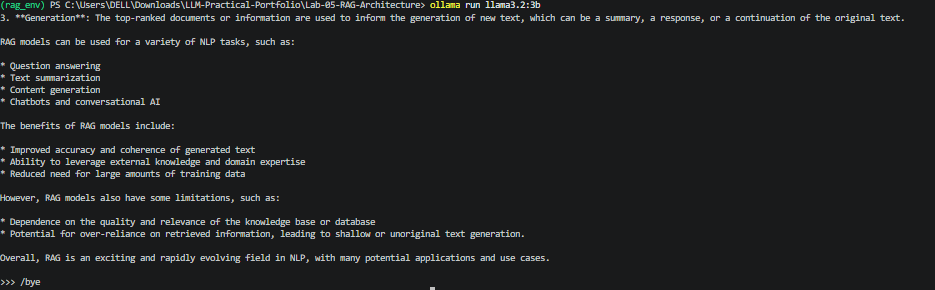 (rag_env) PS C:\Users\DELL\Downloads\LLM-Practical-Portfolio\Lab-05-RAG-Architecture> ollama run llama3.2:3b
3. **Generation**: The top-ranked documents or information are used to inform the generation of new text, which can be a summary, a response, or a continuation of the original text.
RAG models can be used for a variety of NLP tasks, such as:
* Question answering
* Text summarization
* Content generation
* Chatbots and conversational AI
The benefits of RAG models include:
* Improved accuracy and coherence of generated text
* Ability to leverage external knowledge and domain expertise
* Reduced need for large amounts of training data
However, RAG models also have some limitations, such as:
* Dependence on the quality and relevance of the knowledge base or database
* Potential for over-reliance on retrieved information, leading to shallow or unoriginal text generation.
Overall, RAG is an exciting and rapidly evolving field in NLP, with many potential applications and use cases.
>>> /bye